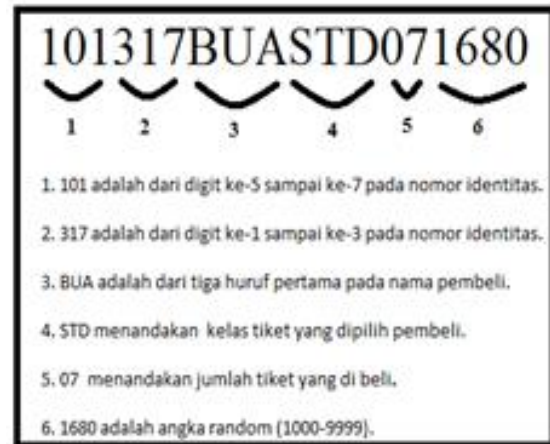 101317BUASTD071680
1 2 3 4 5 6
1. 101 adalah dari digit ke-5 sampai ke-7 pada nomor identitas.
2. 317 adalah dari digit ke-1 sampai ke-3 pada nomor identitas.
3. BUA adalah dari tiga huruf pertama pada nama pembeli.
4. STD menandakan kelas tiket yang dipilih pembeli.
5. 07 menandakan jumlah tiket yang di beli.
6. 1680 adalah angka random (1000-9999).